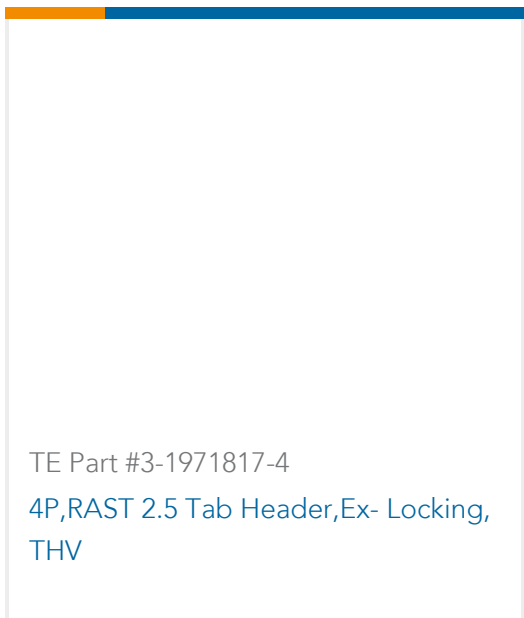 TE Part #3-1971817-4
4P,RAST 2.5 Tab Header,Ex- Locking,
THV